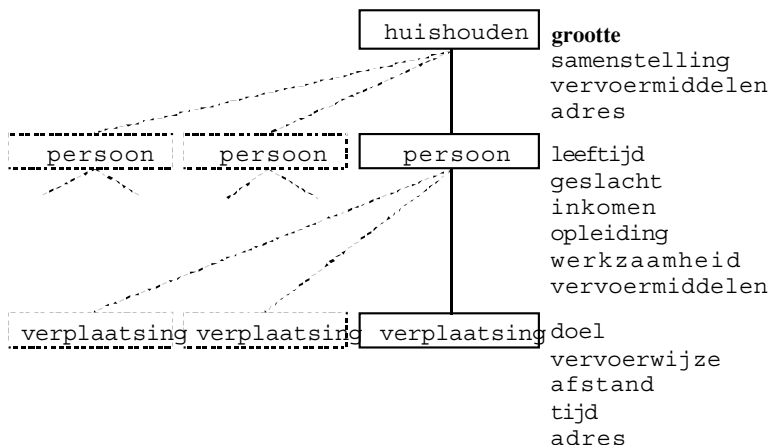 huishouden grootte
samenstelling
vervoermiddelen
adres
persoon persoon persoon leeftijd
geslacht
inkomen
opleiding
werkzaamheid
vervoermiddelen
verplaatsing verplaatsing verplaatsing doel
vervoerwijze
afstand
tijd
adres